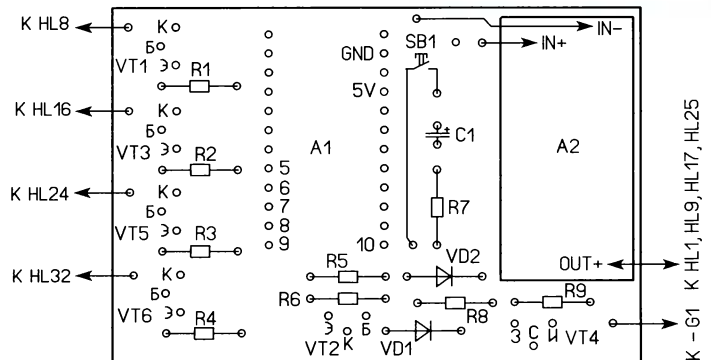 К HL8
К
Б
Э
VT1
R1
К HL16
К
Б
Э
VT3
R2
К HL24
К
Б
Э
VT5
R3
К HL32
К
Б
Э
VT6
R4
A1
5
6
7
8
9
GND
5V
10
SB1
+
C1
R7
IN-
IN+
A2
OUT+
R5
R6
VD2
R8
R9
Э
К
Б
VT2
VD1
З
С
И
VT4
К HL1, HL9, HL17, HL25
К - G1